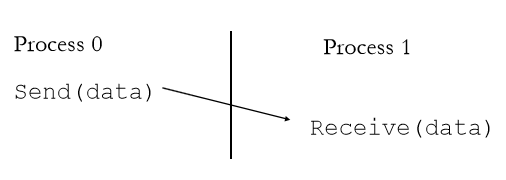 Process 0
Process 1
Send(data)
Receive(data)